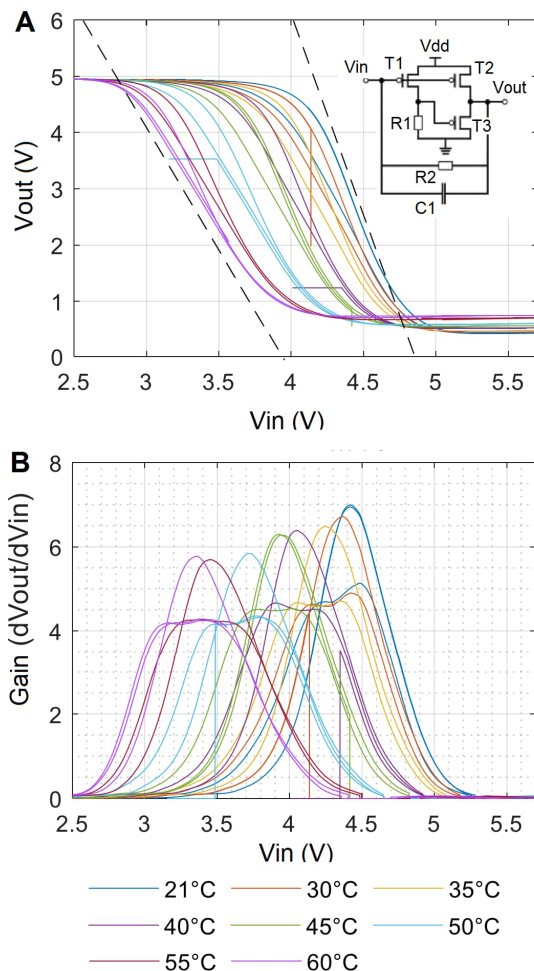 A
Vout (V)
6
5
4
3
2
1
0
2.5 3 3.5 4 4.5 5 5.5
Vin (V)
Vdd
Vin T1 T2
Vout
R1 T3
R2
C1
B
Gain (dVout/dVin)
8
6
4
2
0
2.5 3 3.5 4 4.5 5 5.5
Vin (V)
21°C 30°C 35°C
40°C 45°C 50°C
55°C 60°C